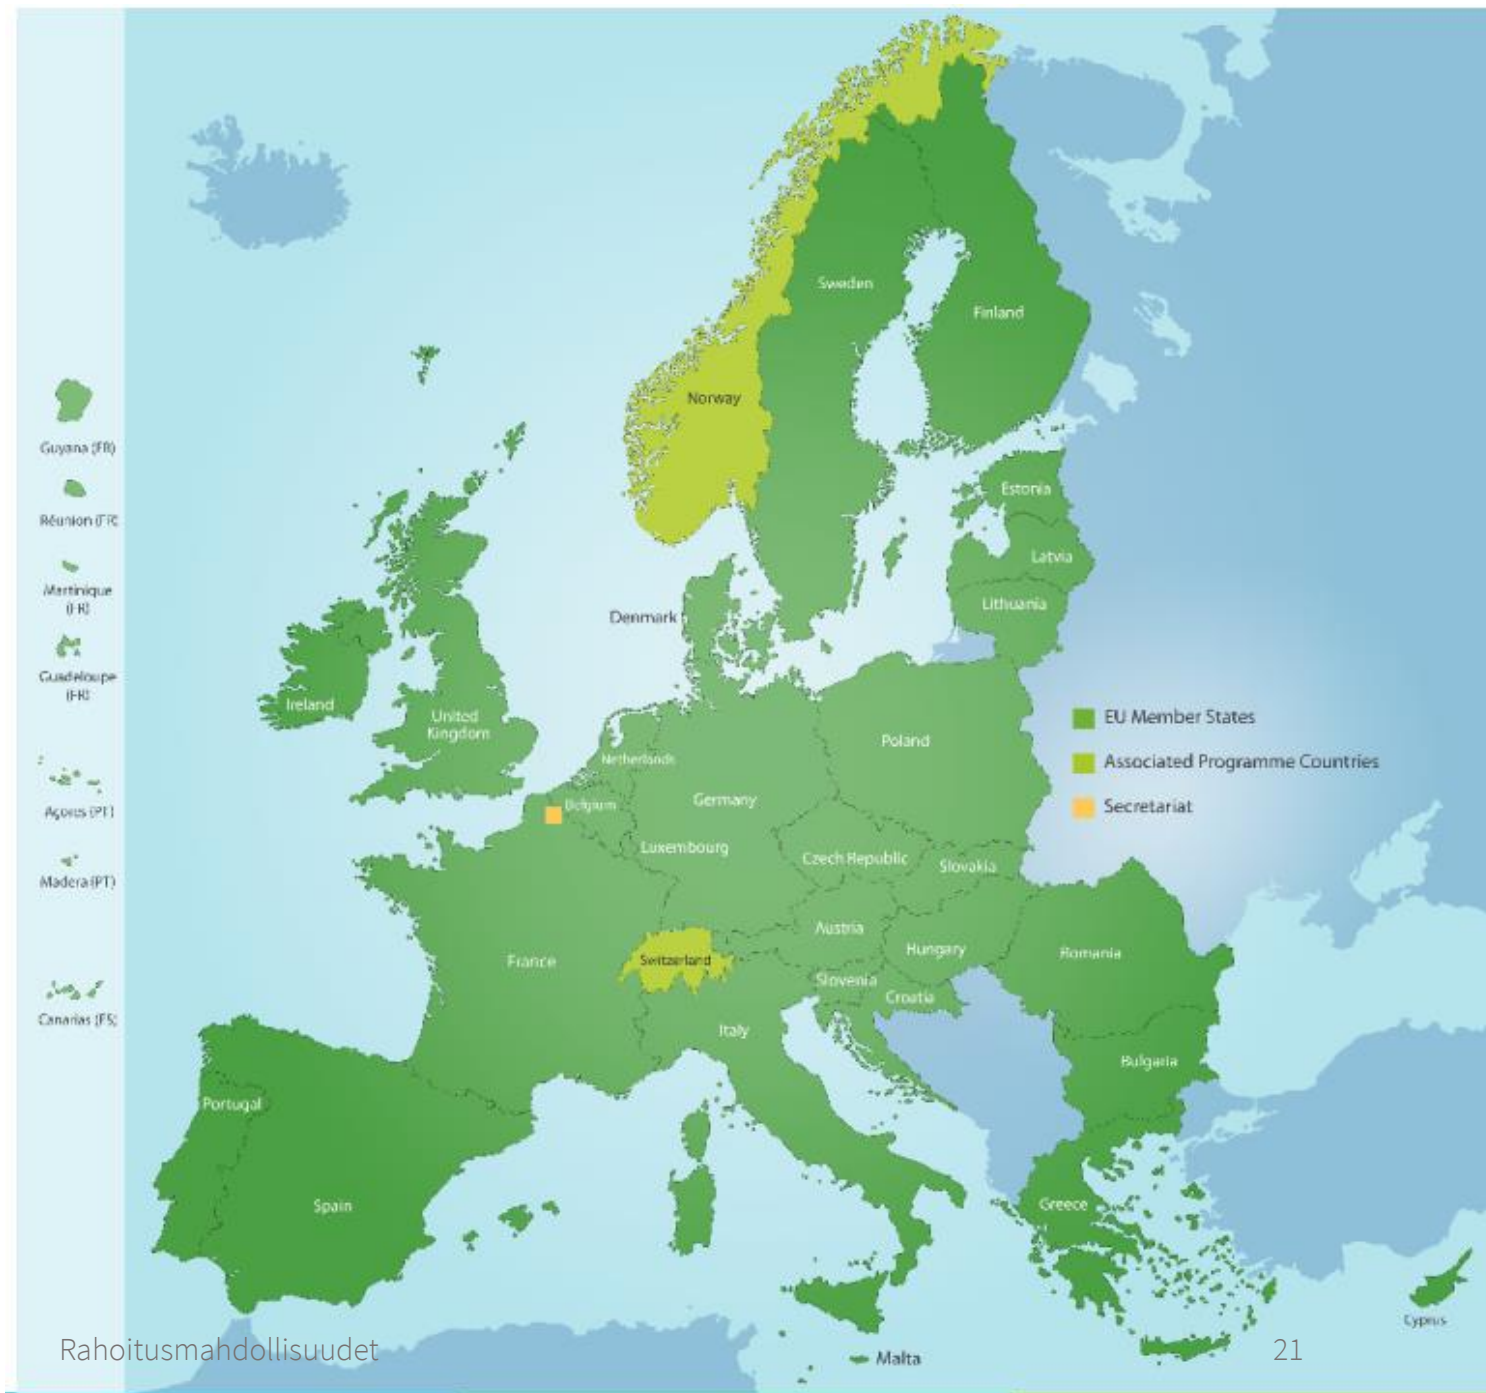 Guyana (FR)
Réunion (FR)
Martinique
(FR)
Guadeloupe
(FR)
Açores (PT)
Madera (PT)
Canarias (ES)
Sweden
Finland
Norway
Estonia
Latvia
Lithuania
Denmark
Ireland
United
Kingdom
Netherlands
Belgium
Germany
Poland
Luxembourg
Czech Republic
Slovakia
Austria
Hungary
Romania
France
Switzerland
Slovenia
Croatia
Italy
Bulgaria
Portugal
Spain
Greece
Cyprus
Malta
EU Member States
Associated Programme Countries
Secretariat
Rahoitusmahdollisuudet
21